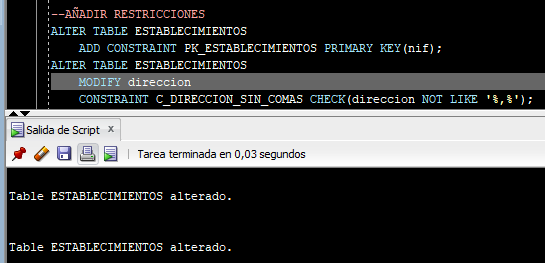 --AÑADIR RESTRICCIONES
ALTER TABLE ESTABLECIMIENTOS
ADD CONSTRAINT PK_ESTABLECIMIENTOS PRIMARY KEY(nif);
ALTER TABLE ESTABLECIMIENTOS
MODIFY direccion
CONSTRAINT C_DIRECCION_SIN_COMAS CHECK(direccion NOT LIKE '%,%');
Salida de Script x
Tarea terminada en 0,03 segundos
Table ESTABLECIMIENTOS alterado.
Table ESTABLECIMIENTOS alterado.